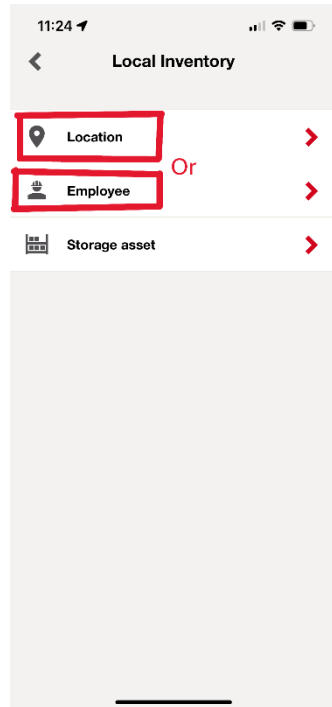 11:24
Local Inventory
Location
Or
Employee
Storage asset